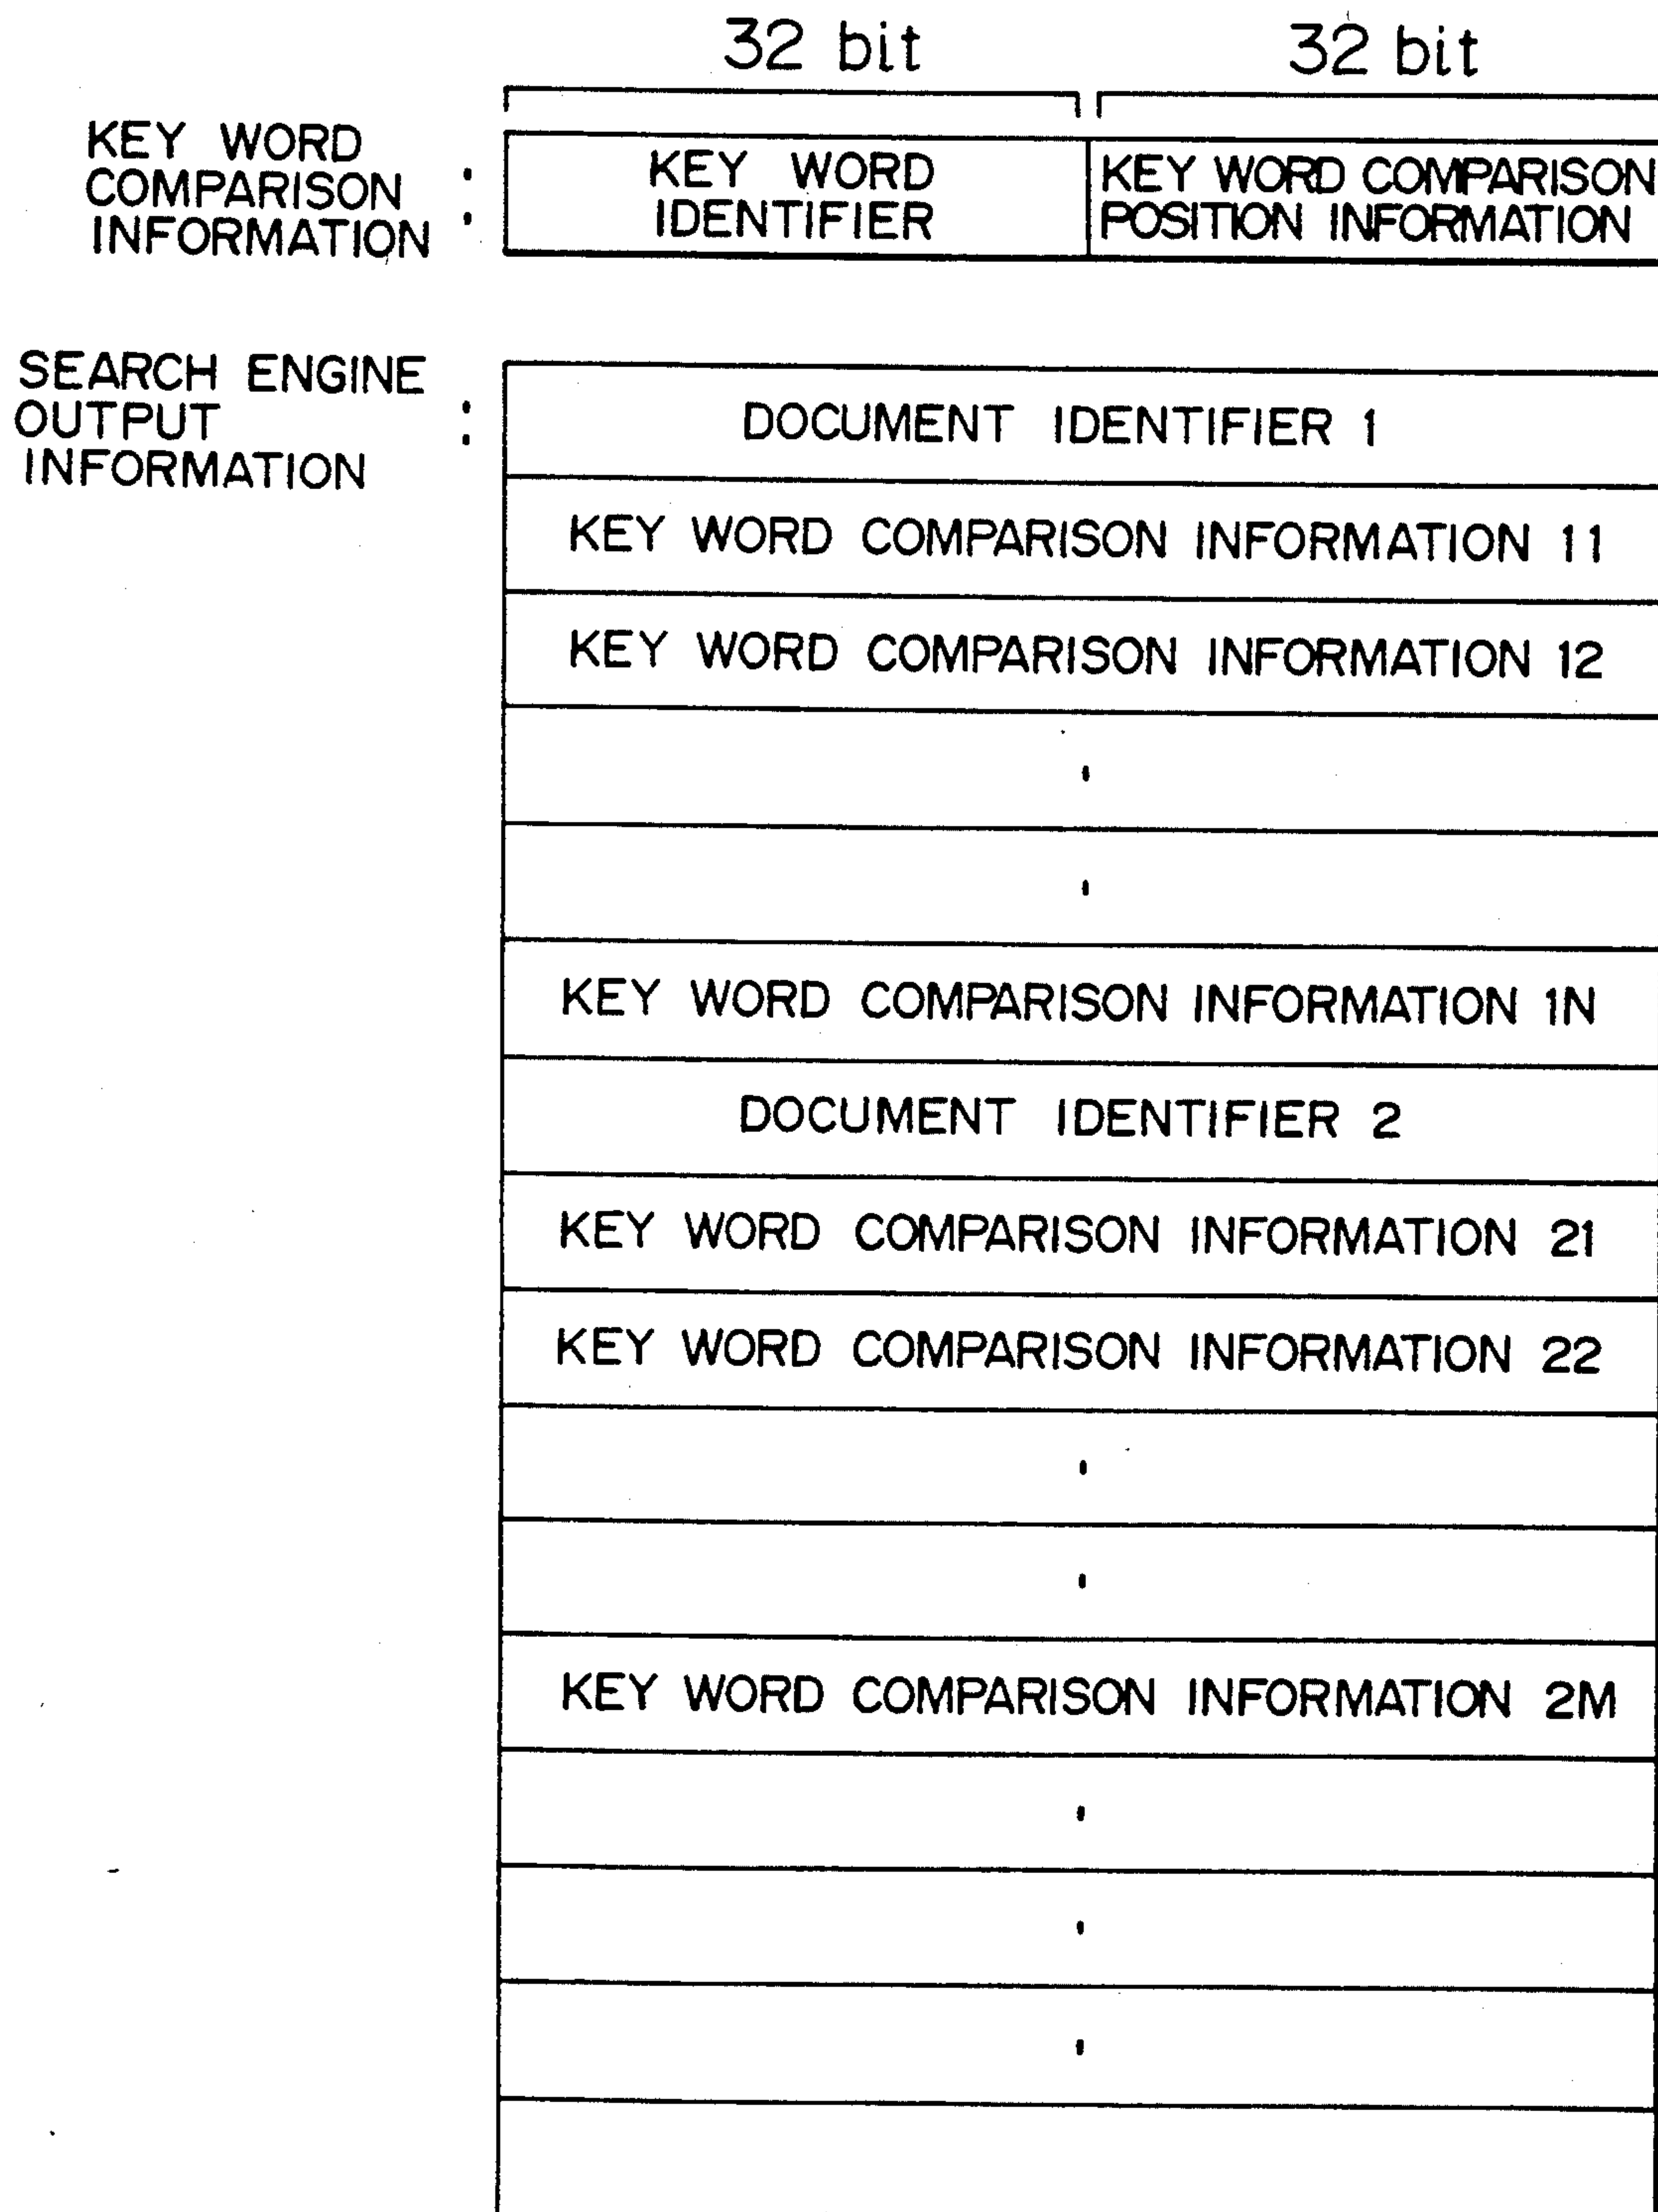 32 bit 32 bit
KEY WORD
COMPARISON :
INFORMATION
KEY WORD
IDENTIFIER
KEY WORD COMPARISON
POSITION INFORMATION
SEARCH ENGINE
OUTPUT :
INFORMATION
DOCUMENT IDENTIFIER 1
KEY WORD COMPARISON INFORMATION 11
KEY WORD COMPARISON INFORMATION 12
KEY WORD COMPARISON INFORMATION 1N
DOCUMENT IDENTIFIER 2
KEY WORD COMPARISON INFORMATION 21
KEY WORD COMPARISON INFORMATION 22
KEY WORD COMPARISON INFORMATION 2M